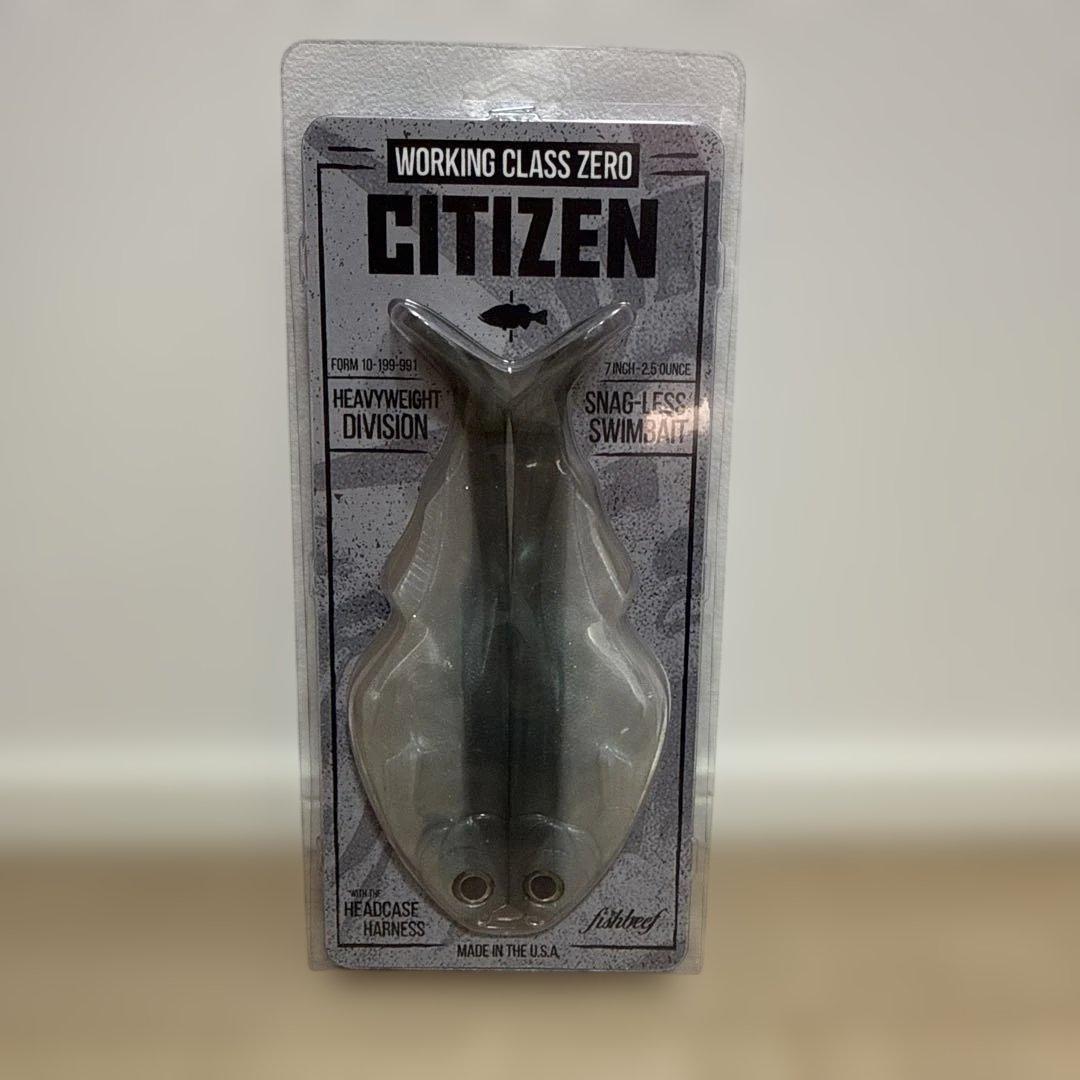 WORKING CLASS ZERO
CITIZEN
FORM 10-199-991
HEAVYWEIGHT
DIVISION
7 INCH-2.5 OUNCE
SNAG-LESS
SWIMBAIT
*WITH THE
HEADCASE
HARNESS
fishbeef
MADE IN THE U.S.A.